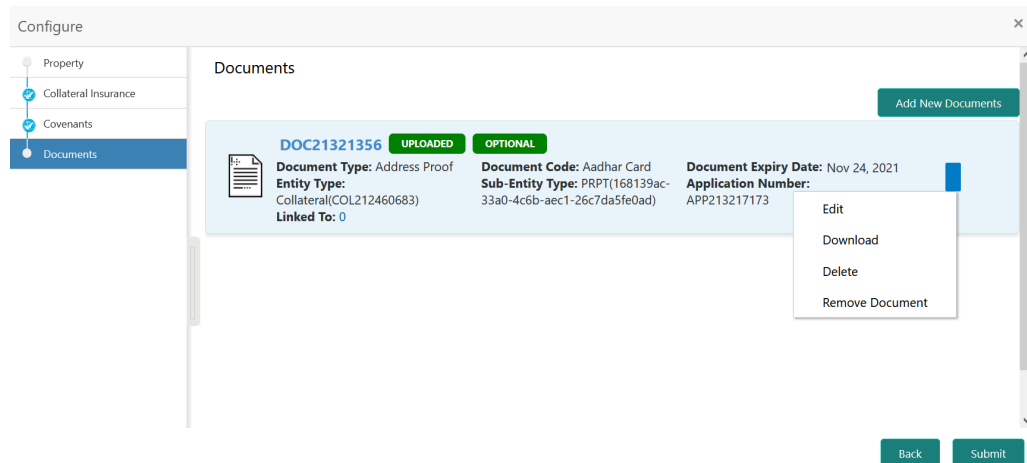 Configure
×
Property
Collateral Insurance
Covenants
Documents
Documents
Add New Documents
DOC21321356 UPLOADED OPTIONAL
Document Type: Address Proof
Entity Type:
Collateral(COL212460683)
Linked To: 0
Document Code: Aadhar Card
Sub-Entity Type: PRPT(168139ac-
33a0-4c6b-aec1-26c7da5fe0ad)
Document Expiry Date: Nov 24, 2021
Application Number:
APP213217173
Edit
Download
Delete
Remove Document
Back
Submit